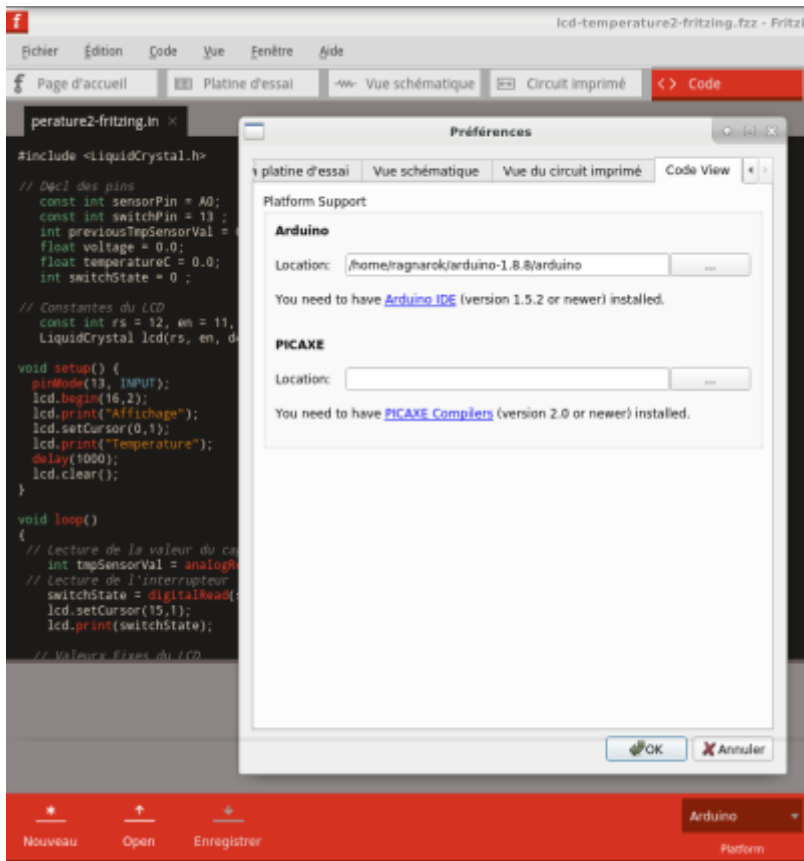 lcd-temperature2-fritzing.fzz - Fritzi
Fichier Édition Code Vue Fenêtre Aide
Page d'accueil Platine d'essai Vue schématique Circuit imprimé <> Code
perature2-fritzing.in ×
#include <LiquidCrystal.h>
// Décl des pins
const int sensorPin = A0;
const int switchPin = 13 ;
int previousTmpSensorVal =
float voltage = 0.0;
float temperatureC = 0.0;
int switchState = 0 ;
// Constantes du LCD
const int rs = 12, en = 11,
LiquidCrystal lcd(rs, en, d
void setup() {
pinMode(13, INPUT);
lcd.begin(16,2);
lcd.print("Affichage");
lcd.setCursor(0,1);
lcd.print("Temperature");
delay(1000);
lcd.clear();
}
void loop()
{
// Lecture de la valeur du ca
int tmpSensorVal = analogR
// Lecture de l'interrupteur
switchState = digitalRead(
lcd.setCursor(15,1);
lcd.print(switchState);
// Valeurx Fixes du LCD
Préférences
platine d'essai Vue schématique Vue du circuit imprimé Code View
Platform Support
Arduino
Location: /home/ragnarok/arduino-1.8.8/arduino ...
You need to have Arduino IDE (version 1.5.2 or newer) installed.
PICAXE
Location: ...
You need to have PICAXE Compilers (version 2.0 or newer) installed.
OK Annuler
Nouveau Open Enregistrer
Arduino
Platform